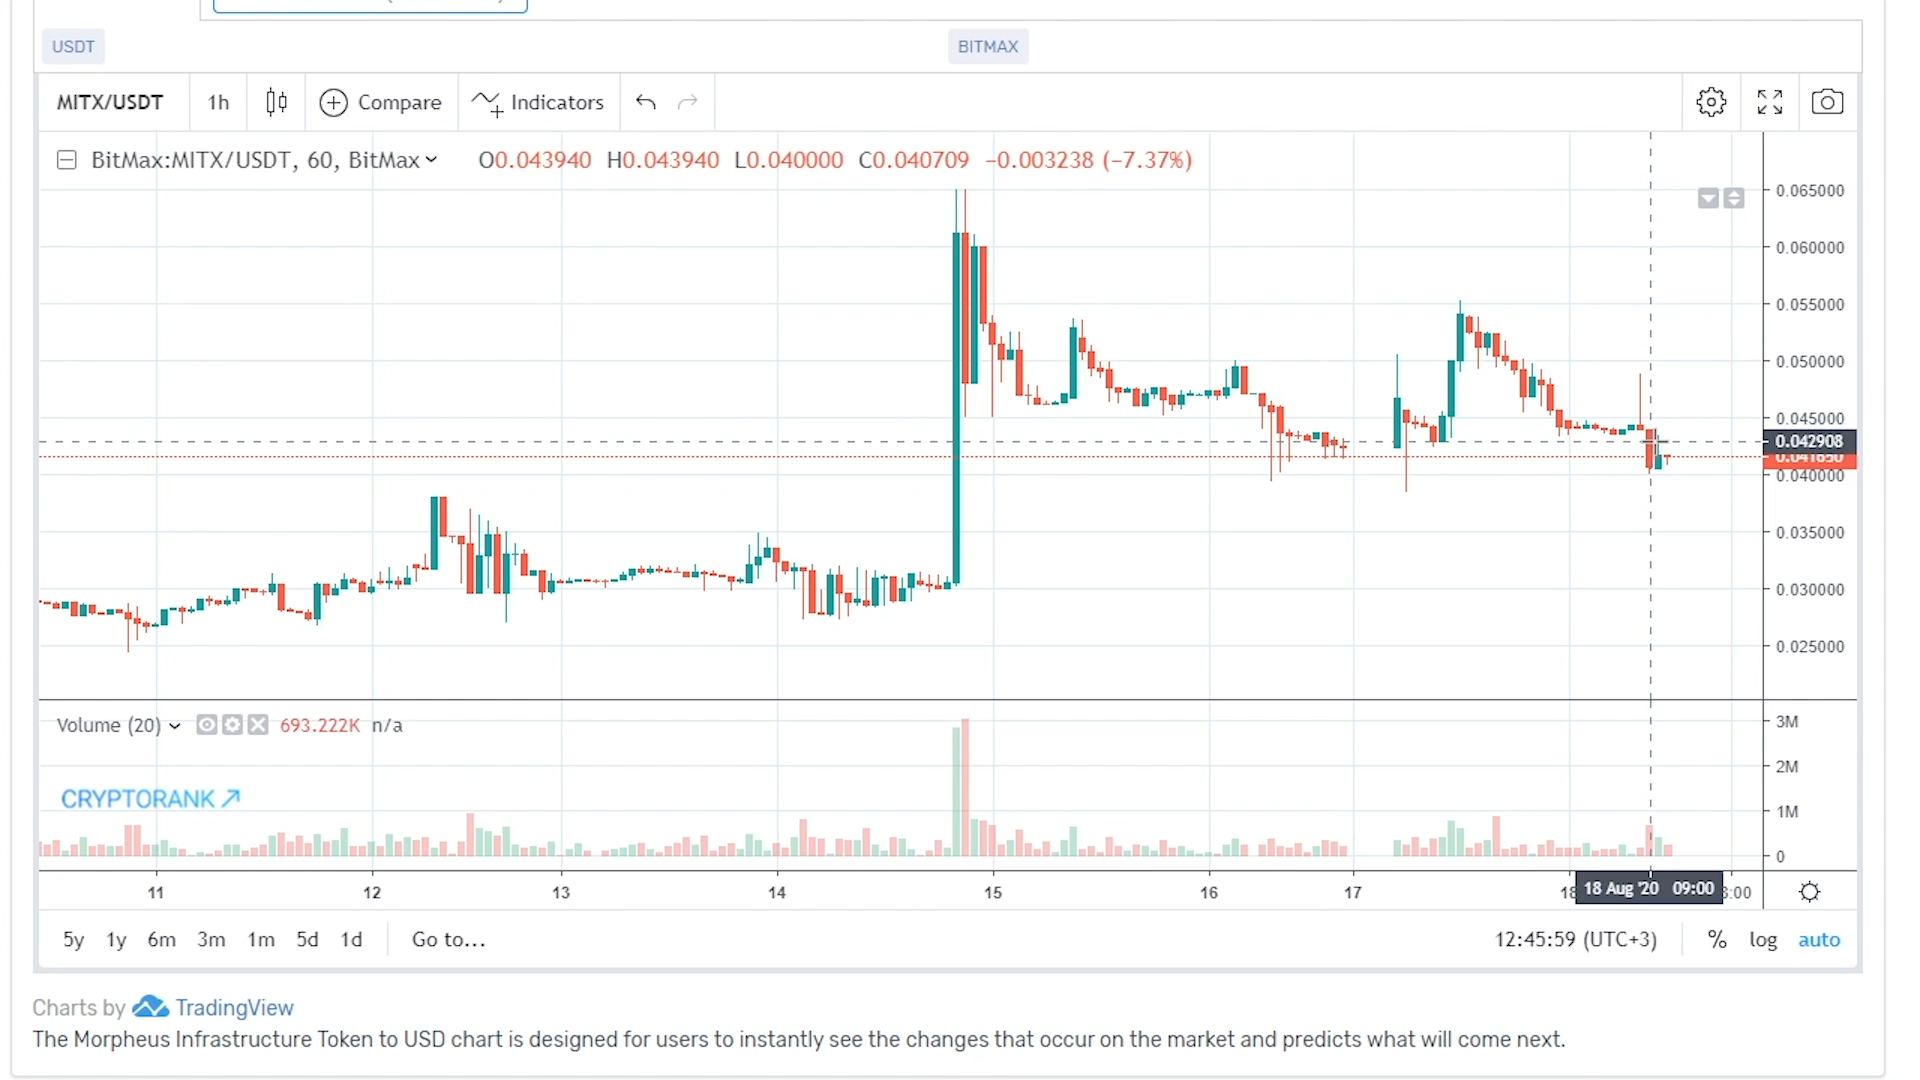 USDT BITMAX
MITX/USDT 1h Compare Indicators
BitMax:MITX/USDT, 60, BitMax O0.043940 H0.043940 L0.040000 C0.040709 −0.003238 (−7.37%)
0.065000
0.060000
0.055000
0.050000
0.045000
0.042908
0.041650
0.040000
0.035000
0.030000
0.025000
Volume (20) 693.222K n/a
3M
2M
1M
0
CRYPTORANK
11 12 13 14 15 16 17 18 18 Aug '20 09:00 3:00
5y 1y 6m 3m 1m 5d 1d Go to... 12:45:59 (UTC+3) % log auto
Charts by TradingView
The Morpheus Infrastructure Token to USD chart is designed for users to instantly see the changes that occur on the market and predicts what will come next.